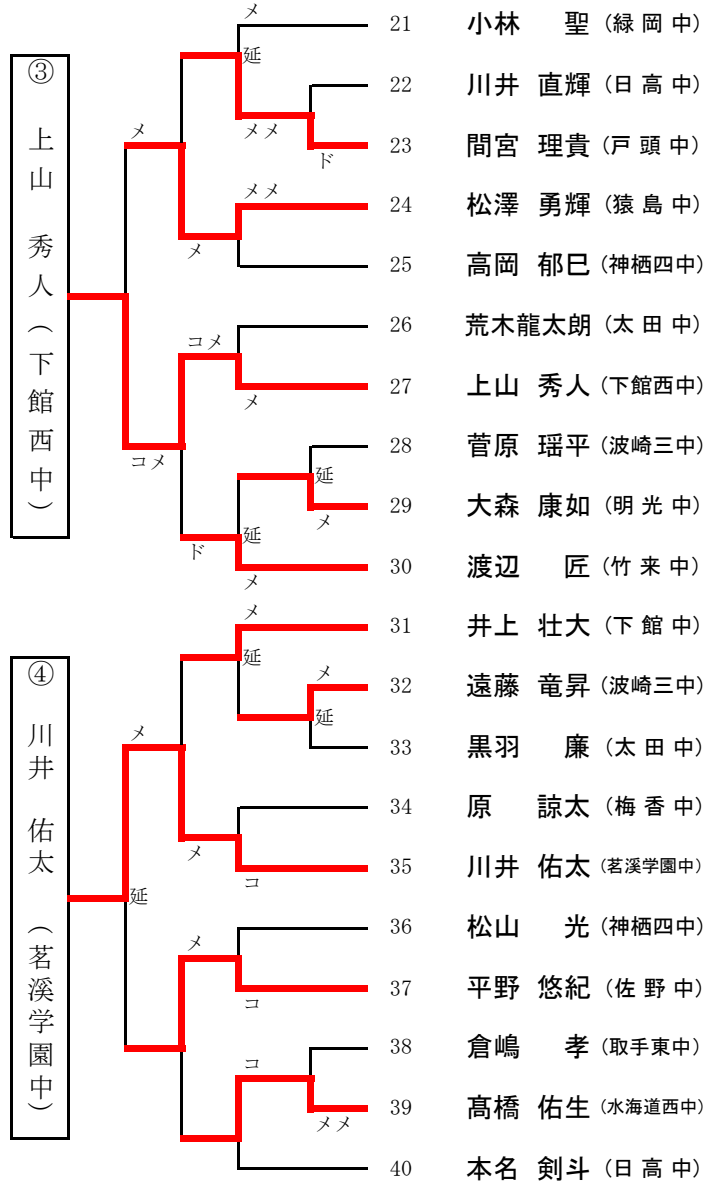 ③ 上山 秀人（下館西中）
メ
21 小林 聖 (緑岡中)
延
22 川井 直輝 (日高中)
メメ
メ
23 間宮 理貴 (戸頭中)
ド
メメ
24 松澤 勇輝 (猿島中)
メ
25 高岡 郁巳 (神栖四中)
26 荒木龍太朗 (太田中)
コメ
27 上山 秀人 (下館西中)
メ
28 菅原 瑶平 (波崎三中)
コメ
延
29 大森 康如 (明光中)
メ
延
ド
30 渡辺 匠 (竹来中)
メ
④ 川井 佑太 （茗溪学園中）
メ
31 井上 壮大 (下館中)
延
メ
32 遠藤 竜昇 (波崎三中)
延
メ
33 黒羽 廉 (太田中)
34 原 諒太 (梅香中)
メ
35 川井 佑太 (茗溪学園中)
コ
延
36 松山 光 (神栖四中)
メ
37 平野 悠紀 (佐野中)
コ
38 倉嶋 孝 (取手東中)
コ
39 髙橋 佑生 (水海道西中)
メメ
40 本名 剣斗 (日高中)